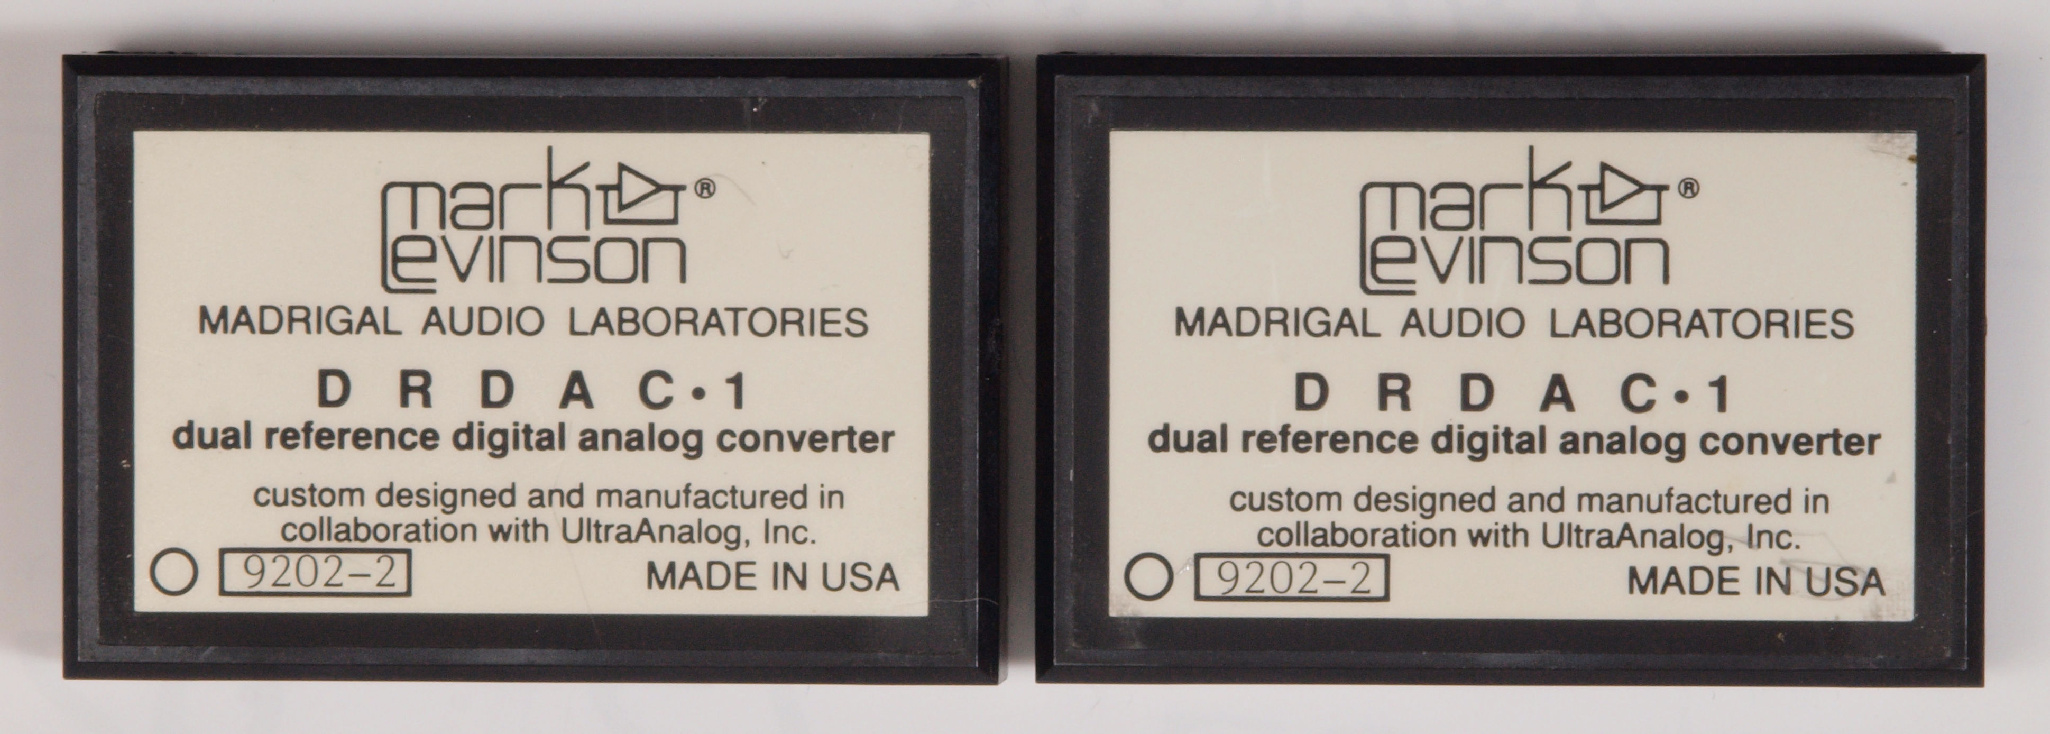 mark ®
levinson
MADRIGAL AUDIO LABORATORIES
D R D A C•1
dual reference digital analog converter
custom designed and manufactured in
collaboration with UltraAnalog, Inc.
9202-2 MADE IN USA
mark ®
levinson
MADRIGAL AUDIO LABORATORIES
D R D A C•1
dual reference digital analog converter
custom designed and manufactured in
collaboration with UltraAnalog, Inc.
9202-2 MADE IN USA